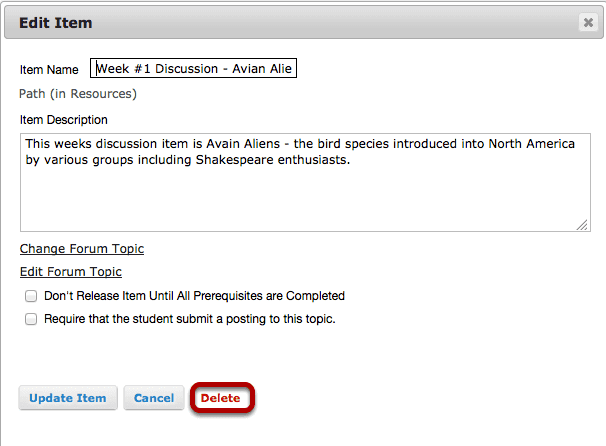 Edit Item
Item Name Week #1 Discussion - Avian Alie
Path (in Resources)
Item Description
This weeks discussion item is Avain Aliens - the bird species introduced into North America
by various groups including Shakespeare enthusiasts.
Change Forum Topic
Edit Forum Topic
Don't Release Item Until All Prerequisites are Completed
Require that the student submit a posting to this topic.
Update Item Cancel Delete